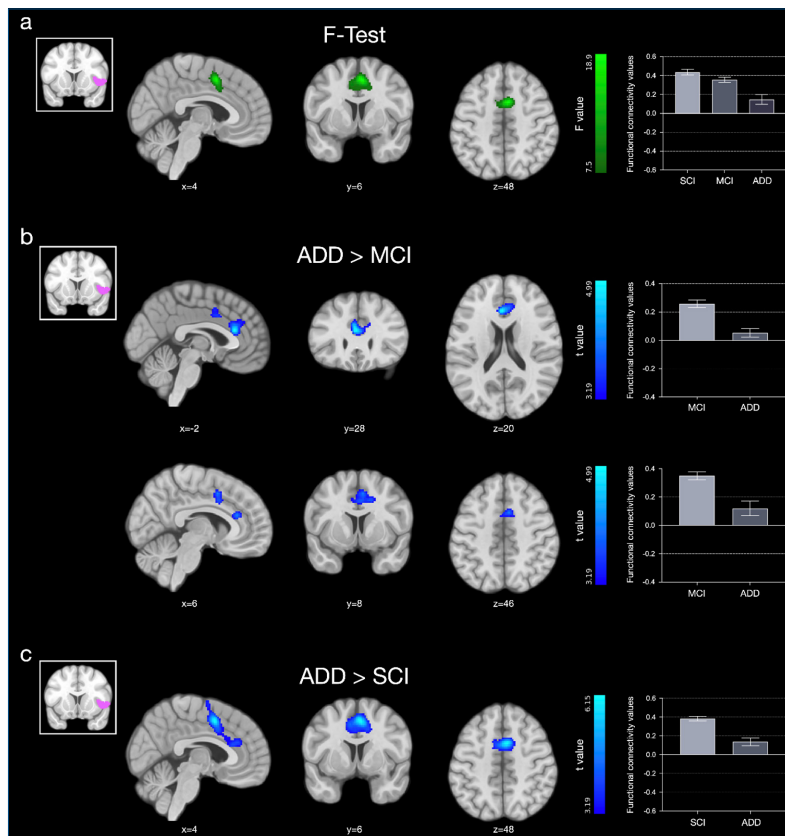 a
F-Test
x=4
y=6
z=48
18.9
F value
7.5
Functional connectivity values
0.6
0.4
0.2
0.0
-0.2
-0.4
-0.6
SCI
MCI
ADD
b
ADD > MCI
x=-2
y=28
z=20
4.99
t value
3.19
Functional connectivity values
0.4
0.2
0.0
-0.2
-0.4
MCI
ADD
x=6
y=8
z=46
4.99
t value
3.19
Functional connectivity values
0.4
0.2
0.0
-0.2
-0.4
MCI
ADD
c
ADD > SCI
x=4
y=6
z=48
6.15
t value
3.19
Functional connectivity values
0.6
0.4
0.2
0.0
-0.2
-0.4
-0.6
SCI
ADD